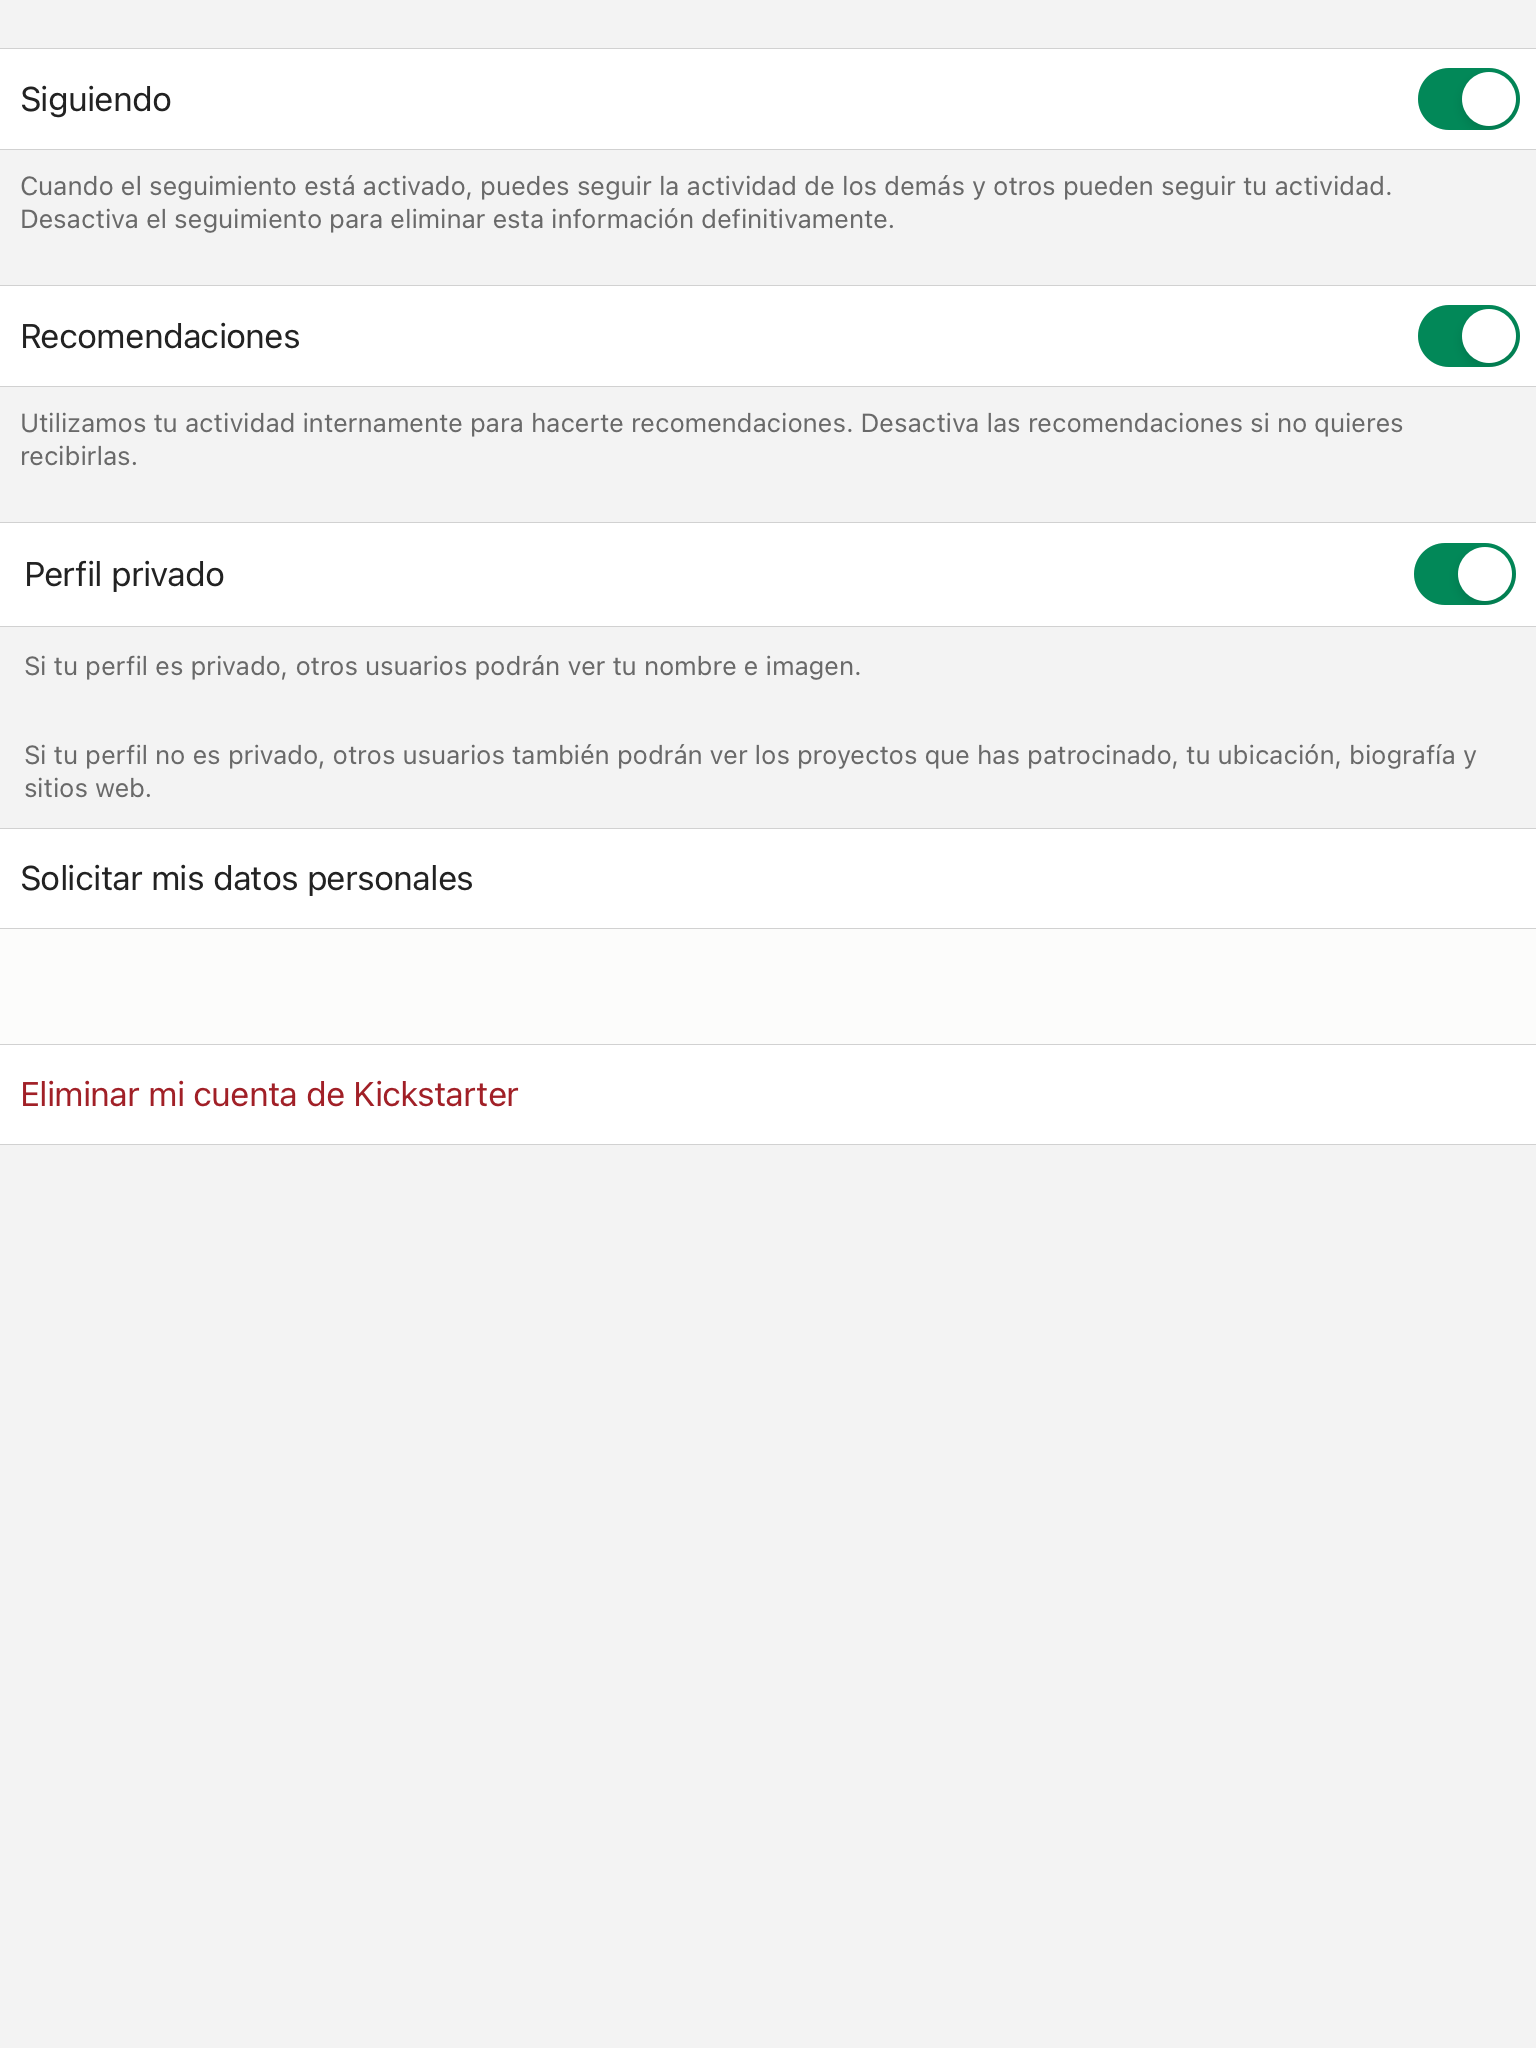 Siguiendo
Cuando el seguimiento está activado, puedes seguir la actividad de los demás y otros pueden seguir tu actividad.
Desactiva el seguimiento para eliminar esta información definitivamente.
Recomendaciones
Utilizamos tu actividad internamente para hacerte recomendaciones. Desactiva las recomendaciones si no quieres
recibirlas.
Perfil privado
Si tu perfil es privado, otros usuarios podrán ver tu nombre e imagen.
Si tu perfil no es privado, otros usuarios también podrán ver los proyectos que has patrocinado, tu ubicación, biografía y
sitios web.
Solicitar mis datos personales
Eliminar mi cuenta de Kickstarter